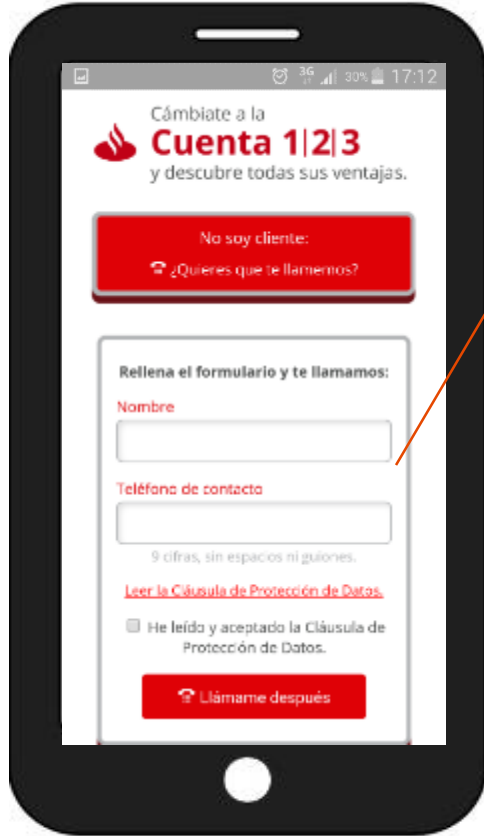 3G 30% 17:12
Cámbiate a la
Cuenta 1|2|3
y descubre todas sus ventajas.
No soy cliente:
¿Quieres que te llamemos?
Rellena el formulario y te llamamos:
Nombre
Teléfono de contacto
9 cifras, sin espacios ni guiones.
Leer la Cláusula de Protección de Datos.
He leído y aceptado la Cláusula de
Protección de Datos.
Llámame después